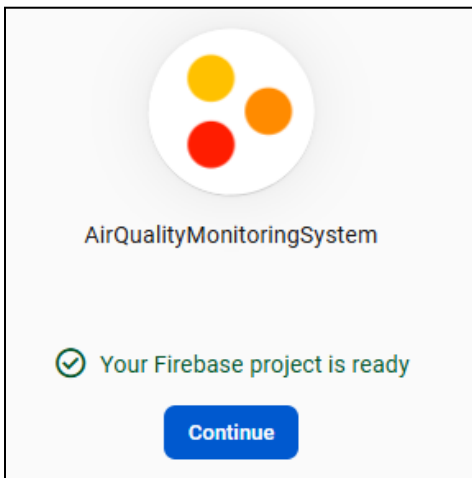 AirQualityMonitoringSystem
Your Firebase project is ready
Continue